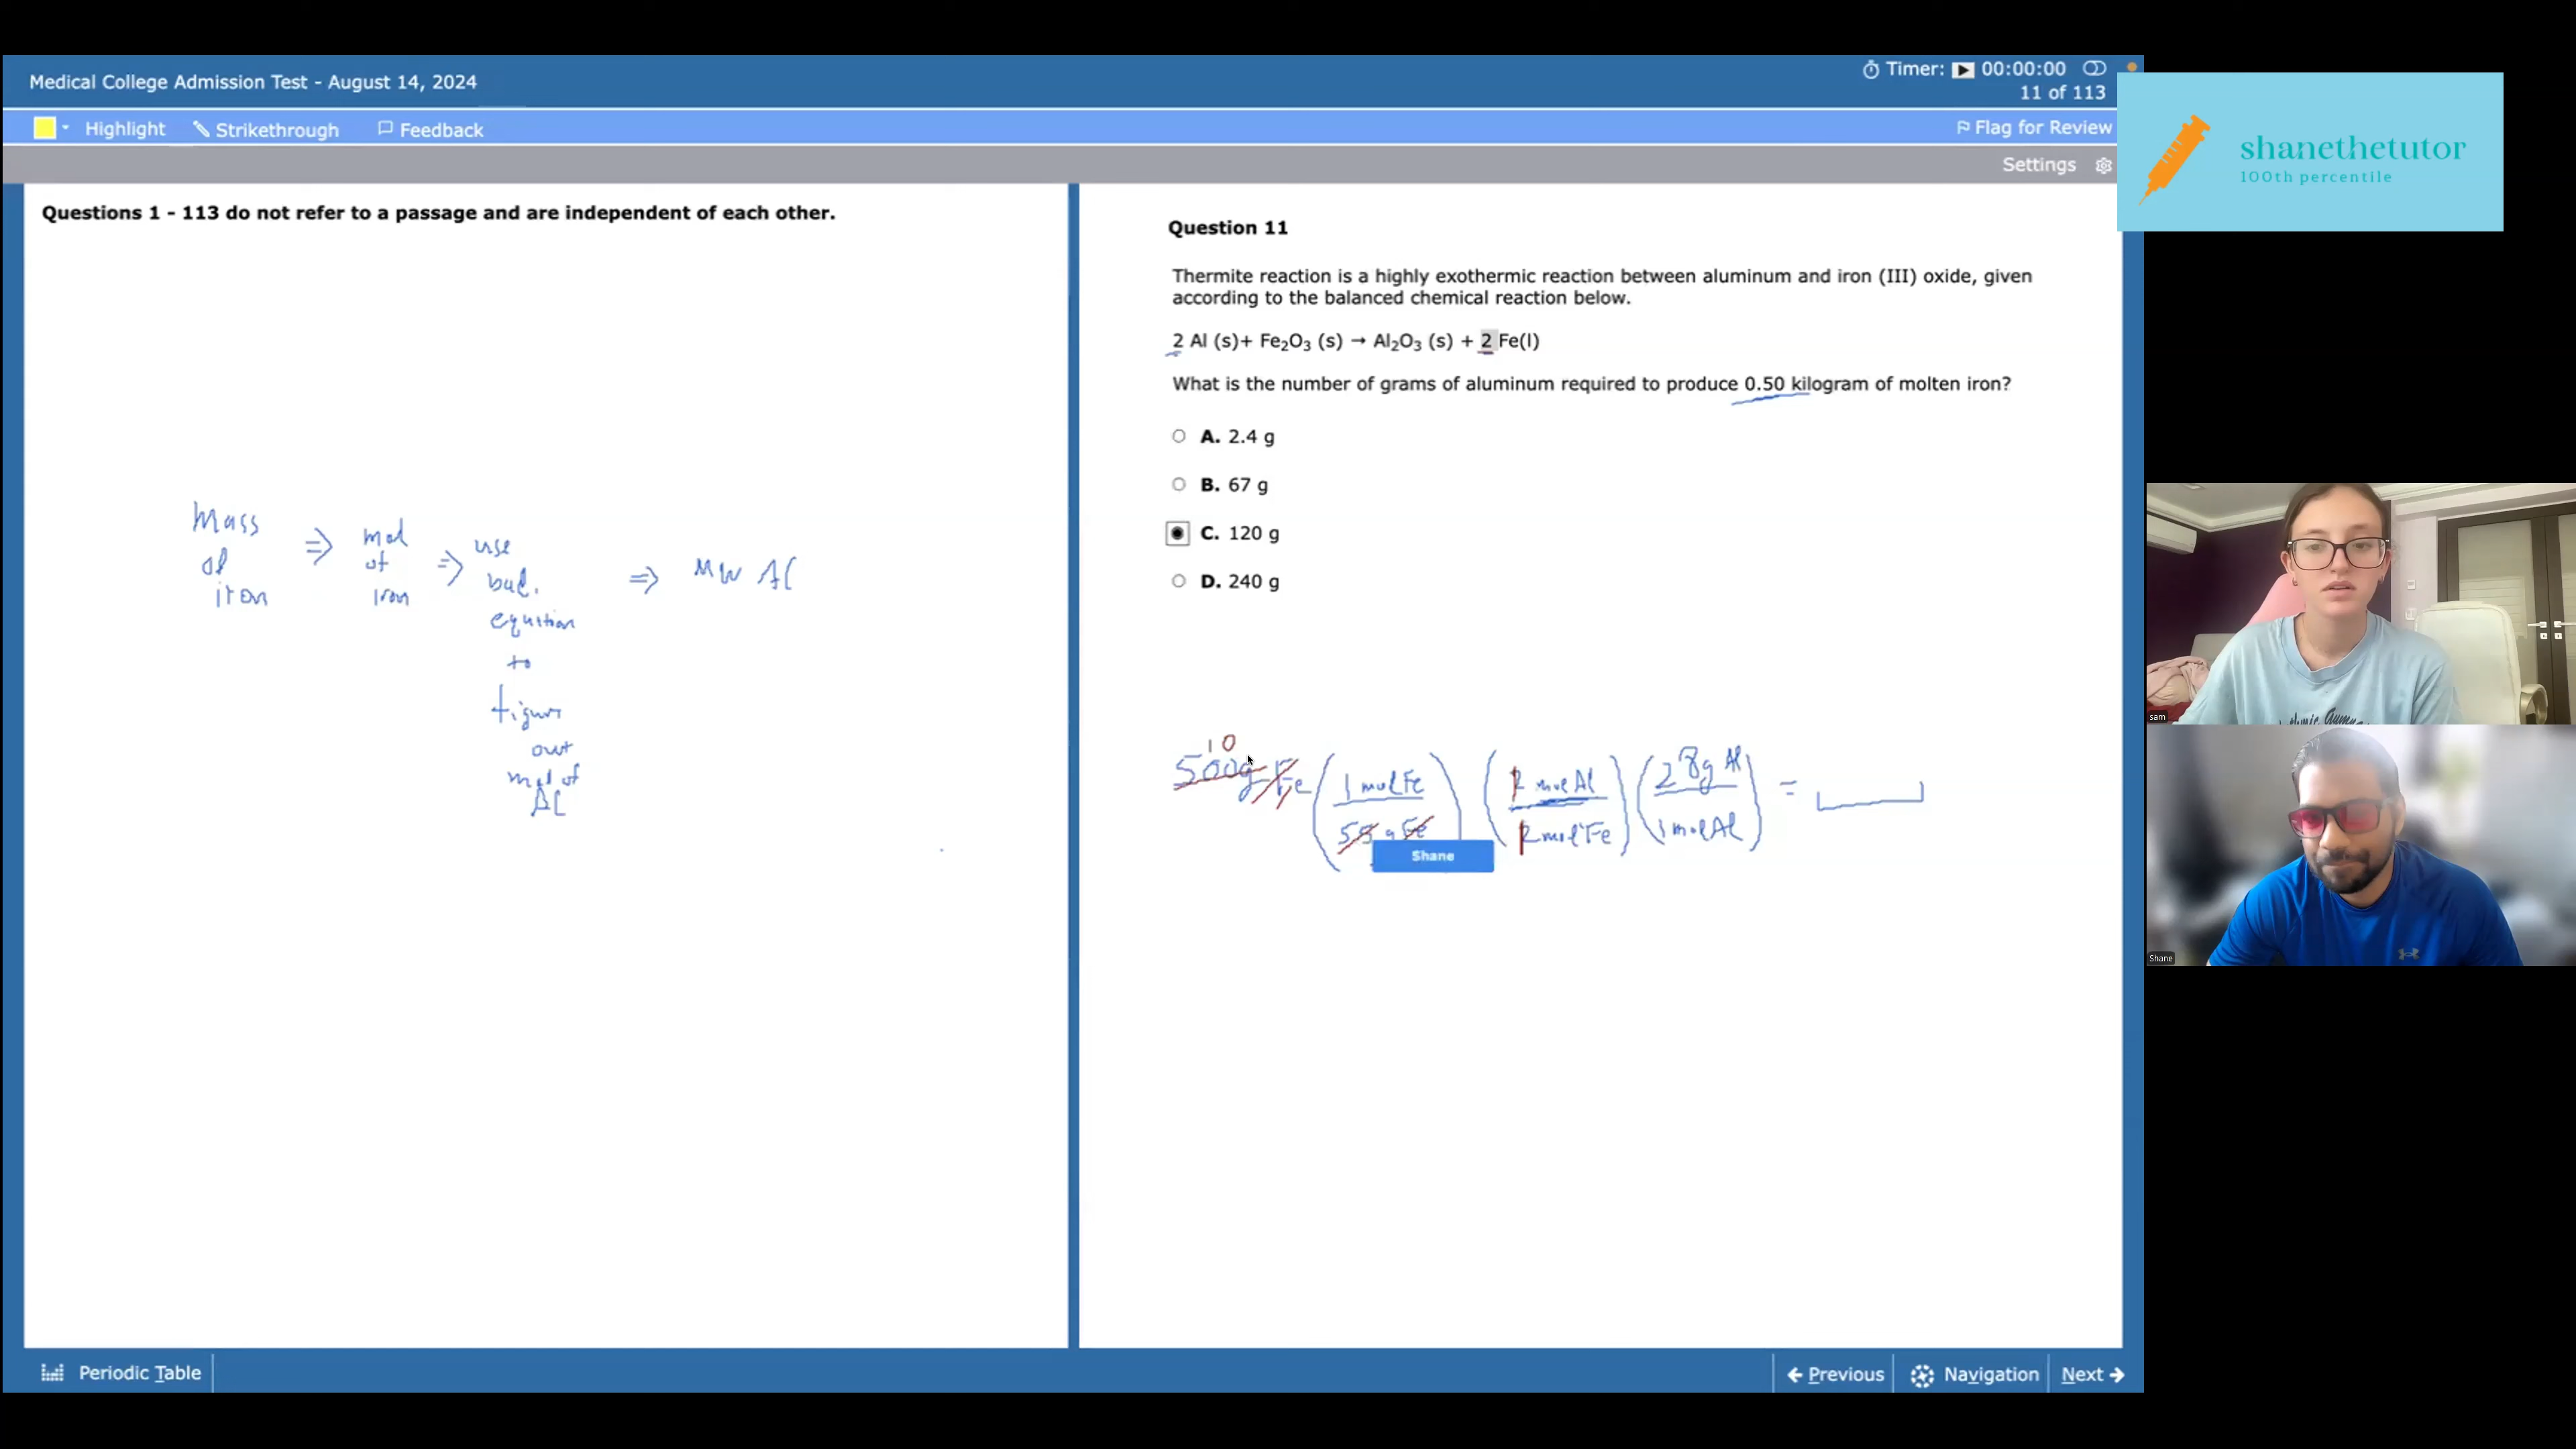 Medical College Admission Test - August 14, 2024
Timer: 00:00:00
11 of 113
Highlight Strikethrough Feedback
Flag for Review
Settings
shanethetutor
100th percentile
Questions 1 - 113 do not refer to a passage and are independent of each other.
Mass
of
iron
⇒
mol
of
iron
⇒
use
bal.
equation
to
figure
out
mol of
Al
⇒
MW Al
Question 11
Thermite reaction is a highly exothermic reaction between aluminum and iron (III) oxide, given
according to the balanced chemical reaction below.
2 Al (s)+ Fe₂O₃ (s) → Al₂O₃ (s) + 2 Fe(l)
What is the number of grams of aluminum required to produce 0.50 kilogram of molten iron?
A. 2.4 g
B. 67 g
C. 120 g
D. 240 g
10
500g Fe (1 mol Fe / 55 g Fe) (2 mol Al / 2 mol Fe) (28g Al / 1 mol Al) =
Shane
sam
Shane
Periodic Table
Previous Navigation Next